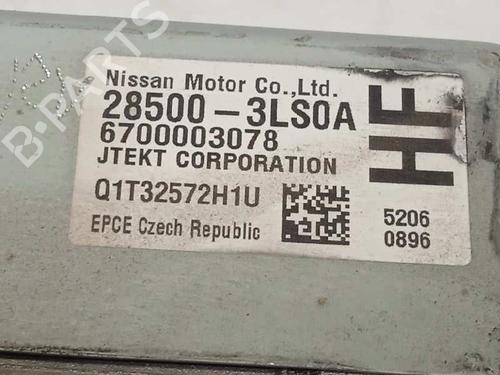 B-PARTS
Nissan Motor Co.,Ltd.
28500-3LS0A
6700003078
JTEKT CORPORATION
HF
Q1T32572H1U
5206
0896
EPCE Czech Republic